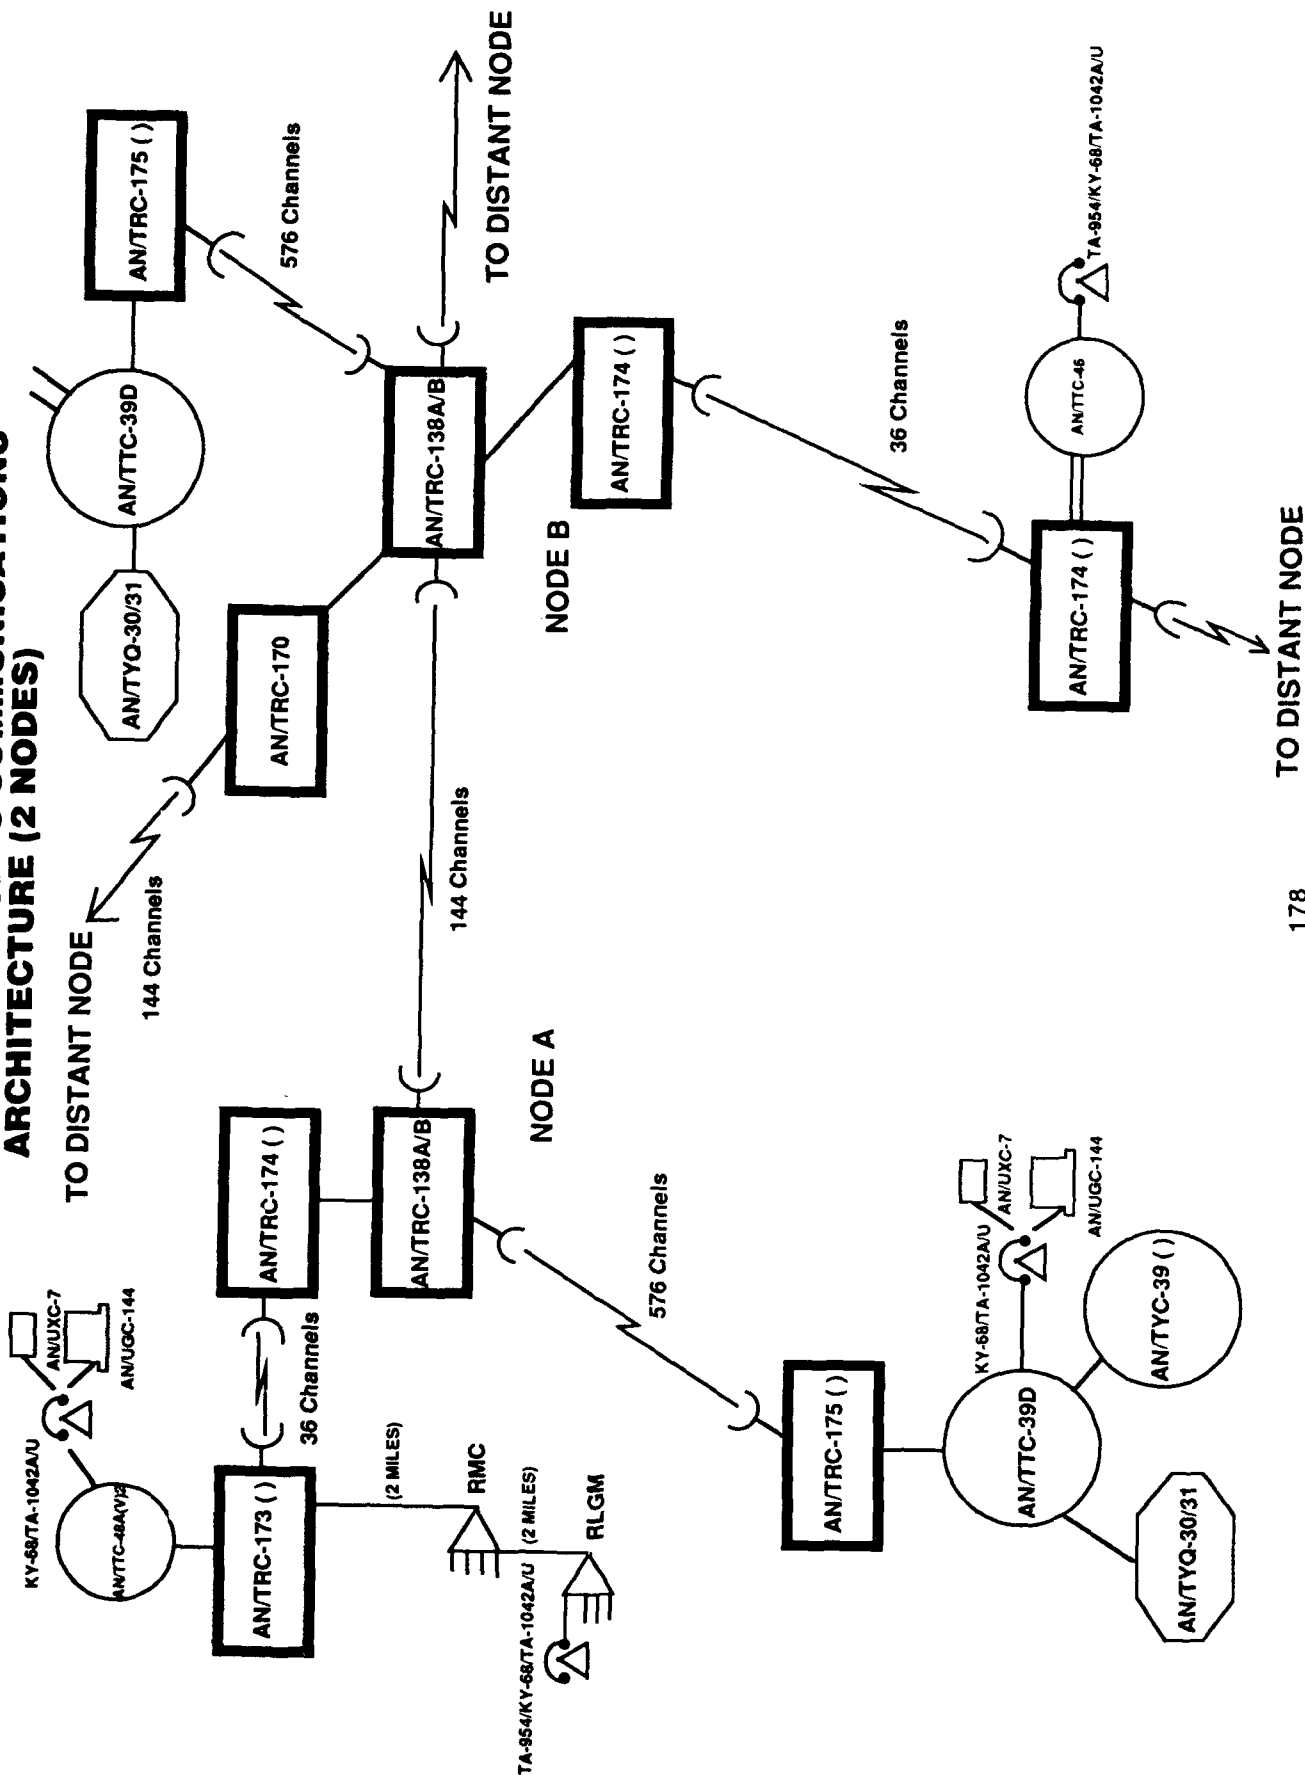 COMMUNICATIONS
ARCHITECTURE (2 NODES)
KY-68/TA-1042A/U
AN/UXC-7
AN/UGC-144
AN/TTC-48A(V)2
TO DISTANT NODE
144 Channels
AN/TYQ-30/31
AN/TTC-39D
AN/TRC-175 ( )
AN/TRC-173 ( )
36 Channels
AN/TRC-174 ( )
AN/TRC-170
576 Channels
(2 MILES)
RMC
AN/TRC-138A/B
144 Channels
AN/TRC-138A/B
TO DISTANT NODE
TA-954/KY-68/TA-1042A/U
(2 MILES)
RLGM
NODE A
NODE B
AN/TRC-174 ( )
576 Channels
AN/TRC-175 ( )
36 Channels
KY-68/TA-1042A/U
AN/UXC-7
AN/UGC-144
AN/TTC-39D
AN/TYC-39 ( )
AN/TYQ-30/31
AN/TRC-174 ( )
AN/TTC-46
TA-954/KY-68/TA-1042A/U
TO DISTANT NODE
178